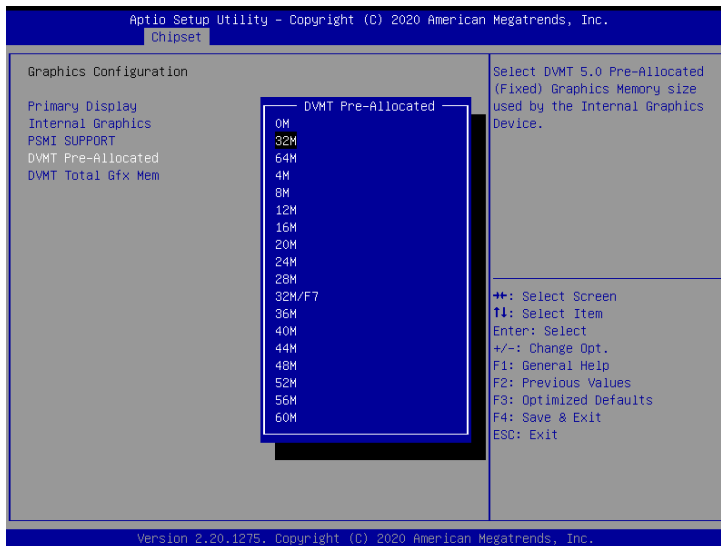 Aptio Setup Utility – Copyright (C) 2020 American Megatrends, Inc.
Chipset
Graphics Configuration
Primary Display
Internal Graphics
PSMI SUPPORT
DVMT Pre-Allocated
DVMT Total Gfx Mem
DVMT Pre-Allocated
0M
32M
64M
4M
8M
12M
16M
20M
24M
28M
32M/F7
36M
40M
44M
48M
52M
56M
60M
Select DVMT 5.0 Pre-Allocated
(Fixed) Graphics Memory size
used by the Internal Graphics
Device.
→←: Select Screen
↑↓: Select Item
Enter: Select
+/-: Change Opt.
F1: General Help
F2: Previous Values
F3: Optimized Defaults
F4: Save & Exit
ESC: Exit
Version 2.20.1275. Copyright (C) 2020 American Megatrends, Inc.